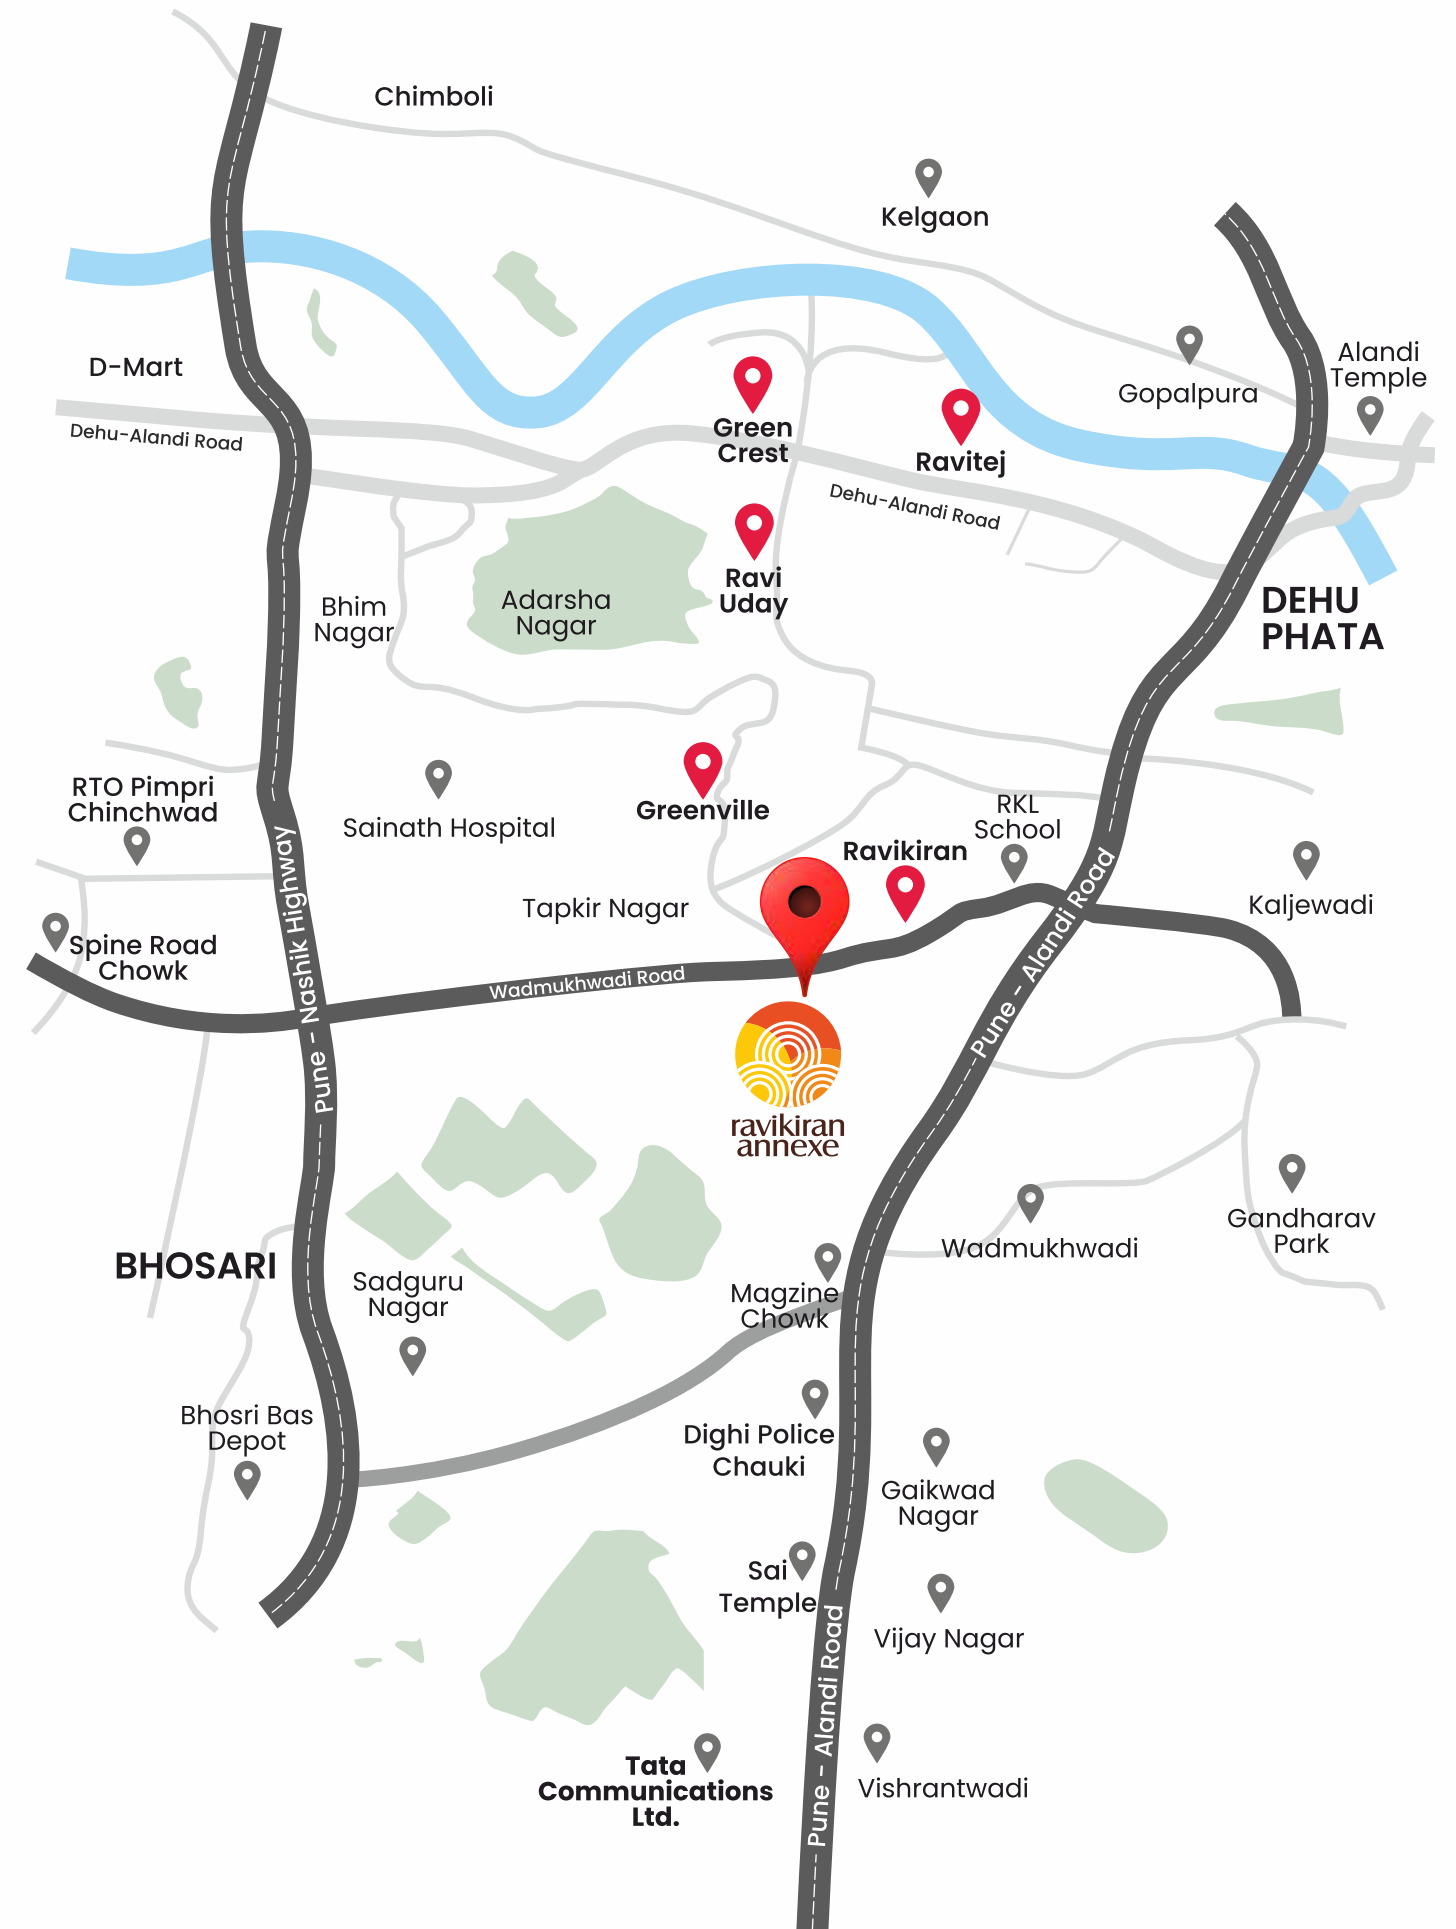 Chimboli
Kelgaon
Alandi
Temple
D-Mart
Gopalpura
Dehu-Alandi Road
Green
Crest
Ravitej
Dehu-Alandi Road
Ravi
Uday
Bhim
Nagar
Adarsha
Nagar
DEHU
PHATA
RTO Pimpri
Chinchwad
Sainath Hospital
Greenville
RKL
School
Ravikiran
Pune - Nashik Highway
Tapkir Nagar
Kaljewadi
Spine Road
Chowk
Wadmukhwadi Road
Pune - Alandi Road
ravikiran
annexe
Gandharav
Park
Wadmukhwadi
BHOSARI
Sadguru
Nagar
Magzine
Chowk
Bhosri Bas
Depot
Dighi Police
Chauki
Gaikwad
Nagar
Sai
Temple
Vijay Nagar
Pune - Alandi Road
Tata
Communications
Ltd.
Vishrantwadi